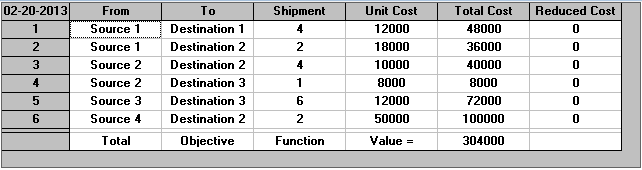 02-20-2013 From To Shipment Unit Cost Total Cost Reduced Cost
1 Source 1 Destination 1 4 12000 48000 0
2 Source 1 Destination 2 2 18000 36000 0
3 Source 2 Destination 2 4 10000 40000 0
4 Source 2 Destination 3 1 8000 8000 0
5 Source 3 Destination 3 6 12000 72000 0
6 Source 4 Destination 2 2 50000 100000 0
Total Objective Function Value = 304000